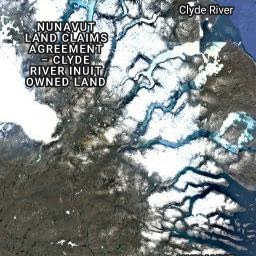 Clyde River
NUNAVUT
LAND CLAIMS
AGREEMENT
– CLYDE
RIVER INUIT
OWNED LAND